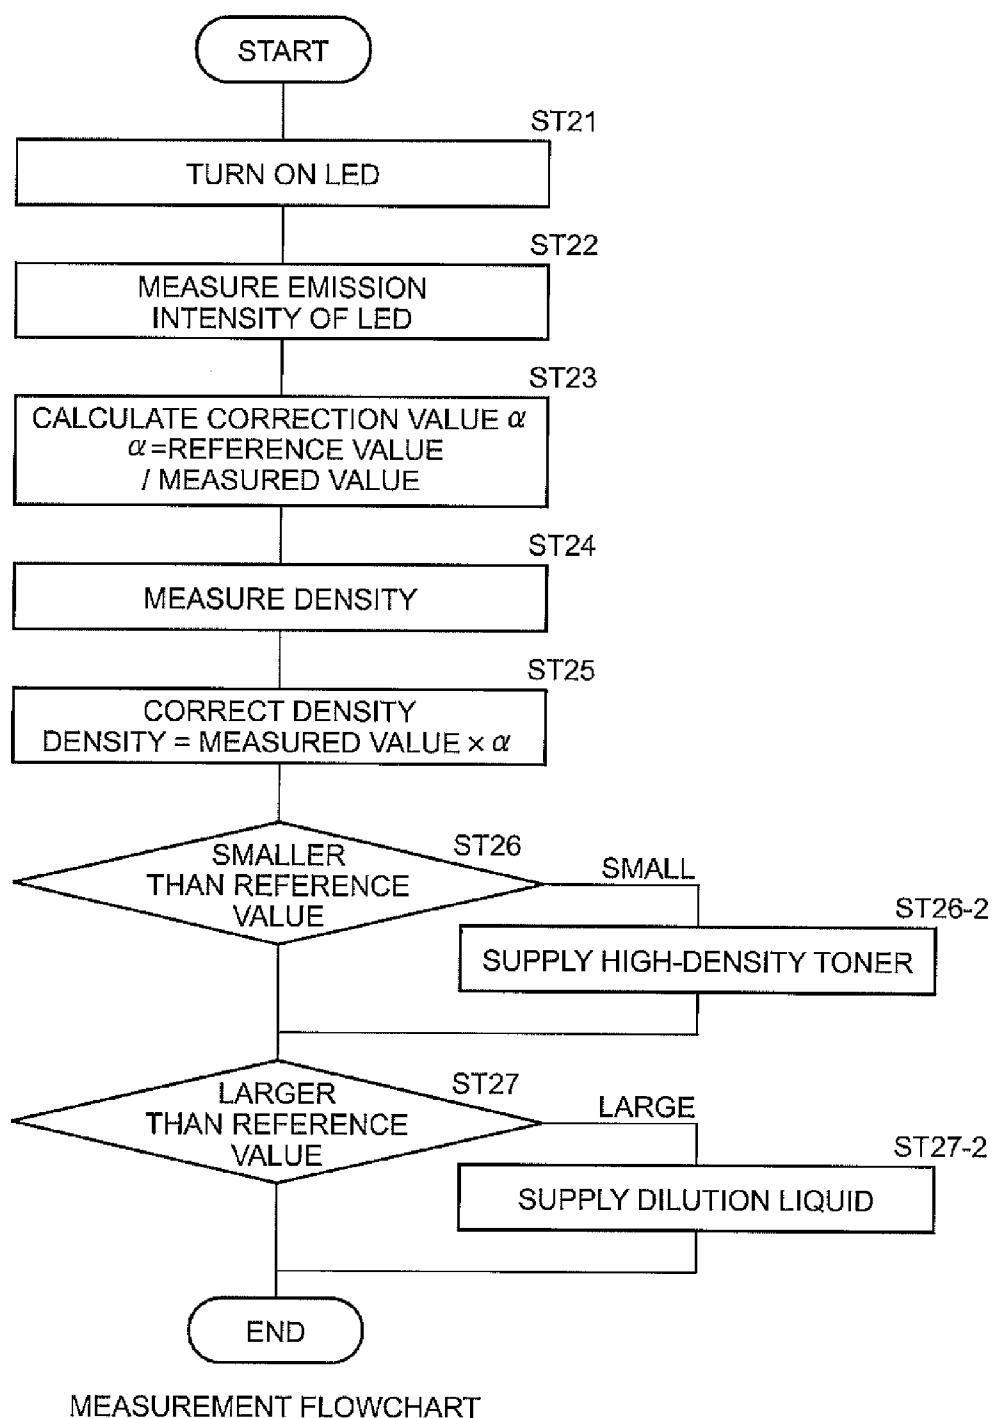 START
ST21
TURN ON LED
ST22
MEASURE EMISSION
INTENSITY OF LED
ST23
CALCULATE CORRECTION VALUE α
α=REFERENCE VALUE
/ MEASURED VALUE
ST24
MEASURE DENSITY
ST25
CORRECT DENSITY
DENSITY = MEASURED VALUE × α
ST26
SMALLER
THAN REFERENCE
VALUE
SMALL
ST26-2
SUPPLY HIGH-DENSITY TONER
ST27
LARGER
THAN REFERENCE
VALUE
LARGE
ST27-2
SUPPLY DILUTION LIQUID
END
MEASUREMENT FLOWCHART